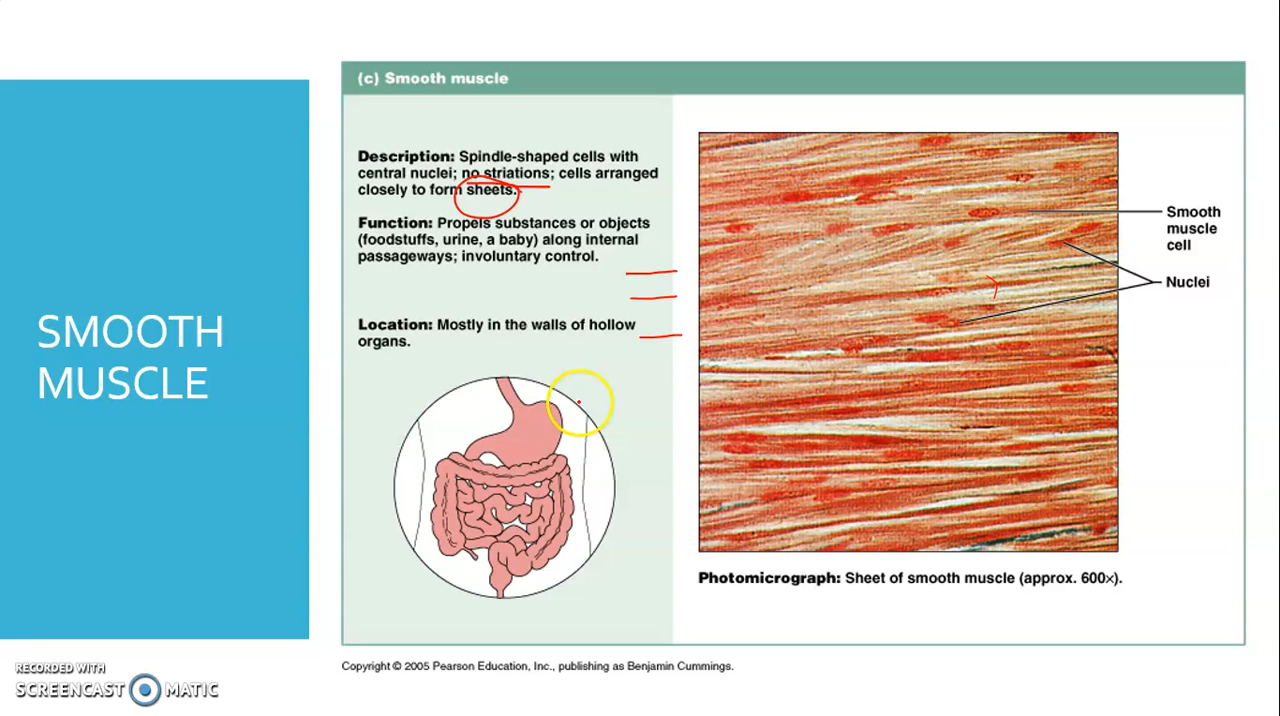 SMOOTH
MUSCLE
(c) Smooth muscle
Description: Spindle-shaped cells with
central nuclei; no striations; cells arranged
closely to form sheets.
Function: Propels substances or objects
(foodstuffs, urine, a baby) along internal
passageways; involuntary control.
Location: Mostly in the walls of hollow
organs.
Smooth
muscle
cell
Nuclei
Photomicrograph: Sheet of smooth muscle (approx. 600×).
Copyright © 2005 Pearson Education, Inc., publishing as Benjamin Cummings.
RECORDED WITH
SCREENCAST MATIC